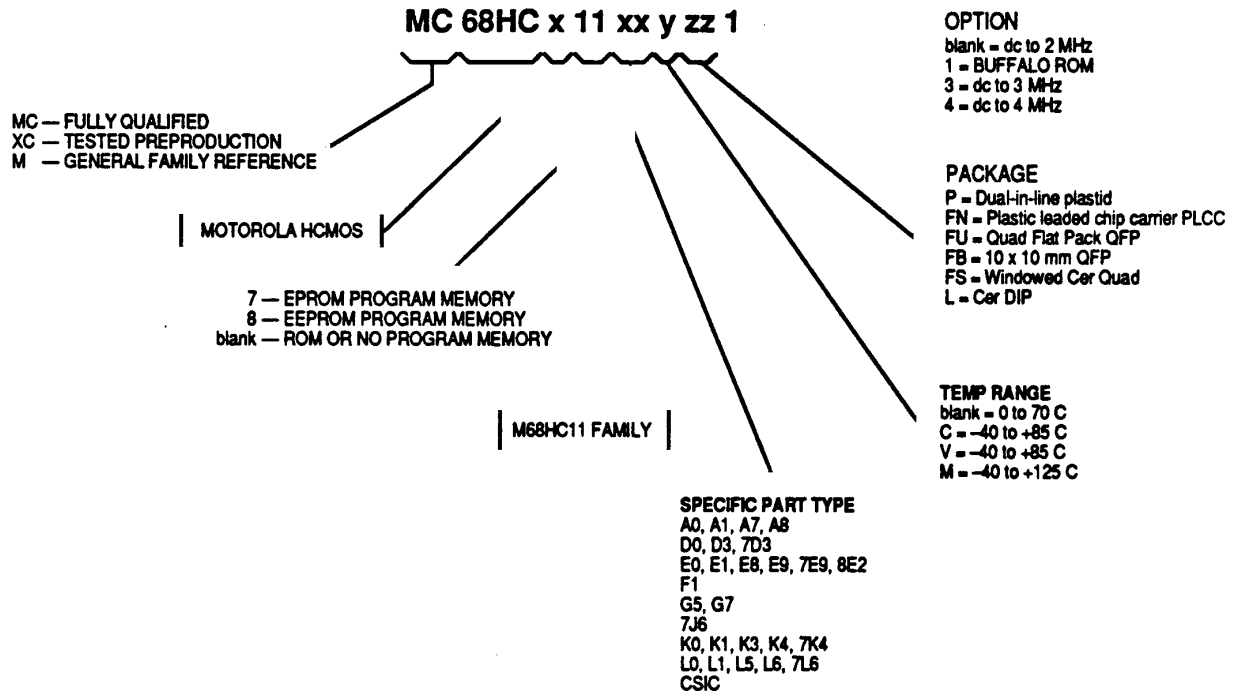 MC 68HC x 11 xx y zz 1
MC — FULLY QUALIFIED
XC — TESTED PREPRODUCTION
M — GENERAL FAMILY REFERENCE
MOTOROLA HCMOS
7 — EPROM PROGRAM MEMORY
8 — EEPROM PROGRAM MEMORY
blank — ROM OR NO PROGRAM MEMORY
M68HC11 FAMILY
SPECIFIC PART TYPE
A0, A1, A7, A8
D0, D3, 7D3
E0, E1, E8, E9, 7E9, 8E2
F1
G5, G7
7J6
K0, K1, K3, K4, 7K4
L0, L1, L5, L6, 7L6
CSIC
OPTION
blank = dc to 2 MHz
1 = BUFFALO ROM
3 = dc to 3 MHz
4 = dc to 4 MHz
PACKAGE
P = Dual-in-line plastid
FN = Plastic leaded chip carrier PLCC
FU = Quad Flat Pack QFP
FB = 10 x 10 mm QFP
FS = Windowed Cer Quad
L = Cer DIP
TEMP RANGE
blank = 0 to 70 C
C = –40 to +85 C
V = –40 to +85 C
M = –40 to +125 C